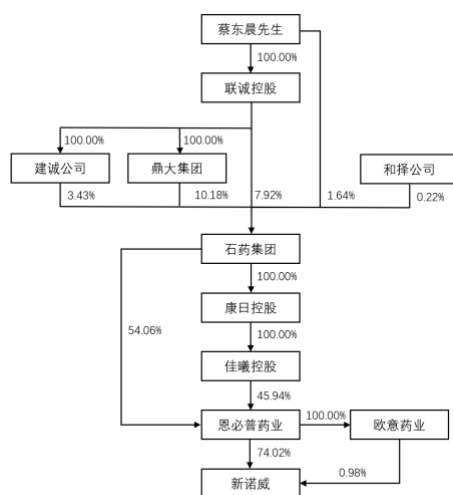 蔡东晨先生
100.00%
联诚控股
100.00%
100.00%
建诚公司
鼎大集团
和择公司
3.43%
10.18%
7.92%
1.64%
0.22%
石药集团
100.00%
康日控股
54.06%
100.00%
佳曦控股
45.94%
恩必普药业
100.00%
欧意药业
74.02%
0.98%
新诺威